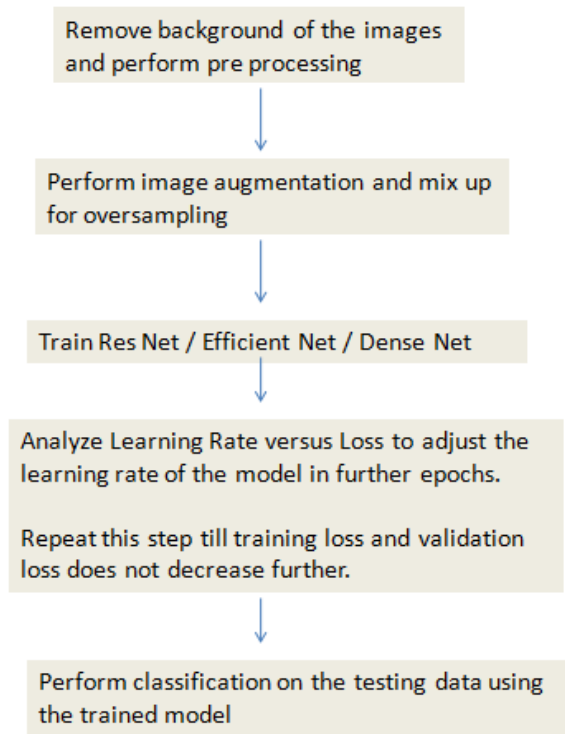 Remove background of the images
and perform pre processing
Perform image augmentation and mix up
for oversampling
Train Res Net / Efficient Net / Dense Net
Analyze Learning Rate versus Loss to adjust the
learning rate of the model in further epochs.
Repeat this step till training loss and validation
loss does not decrease further.
Perform classification on the testing data using
the trained model